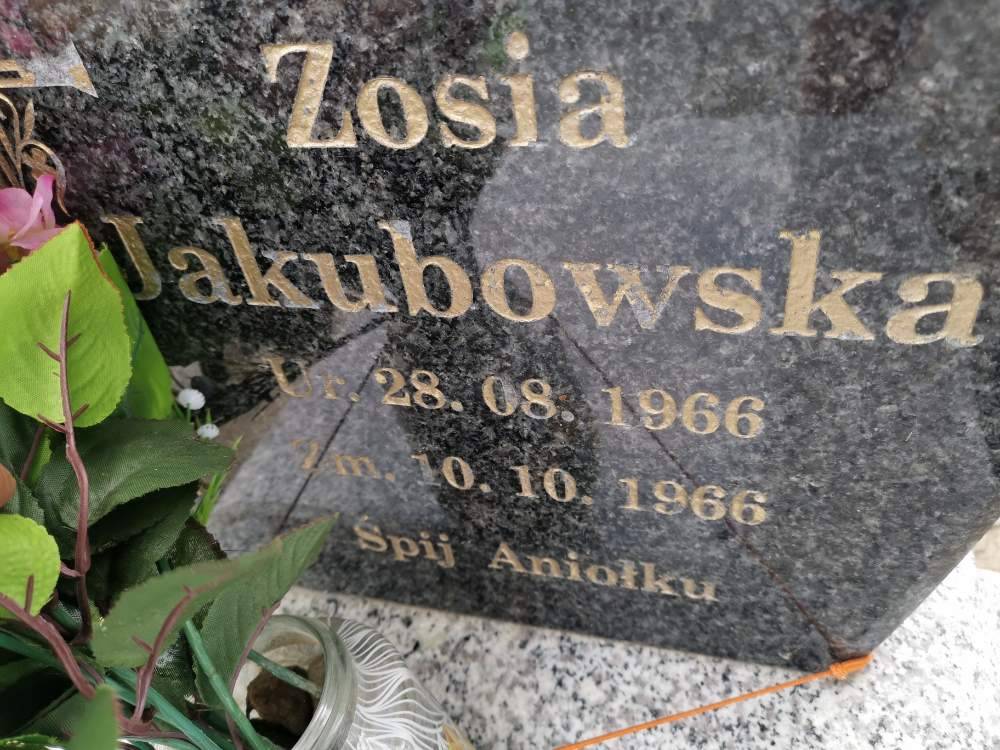 Zosia
Jakubowska
Ur. 28. 08. 1966
Zm. 10. 10. 1966
Śpij Aniołku